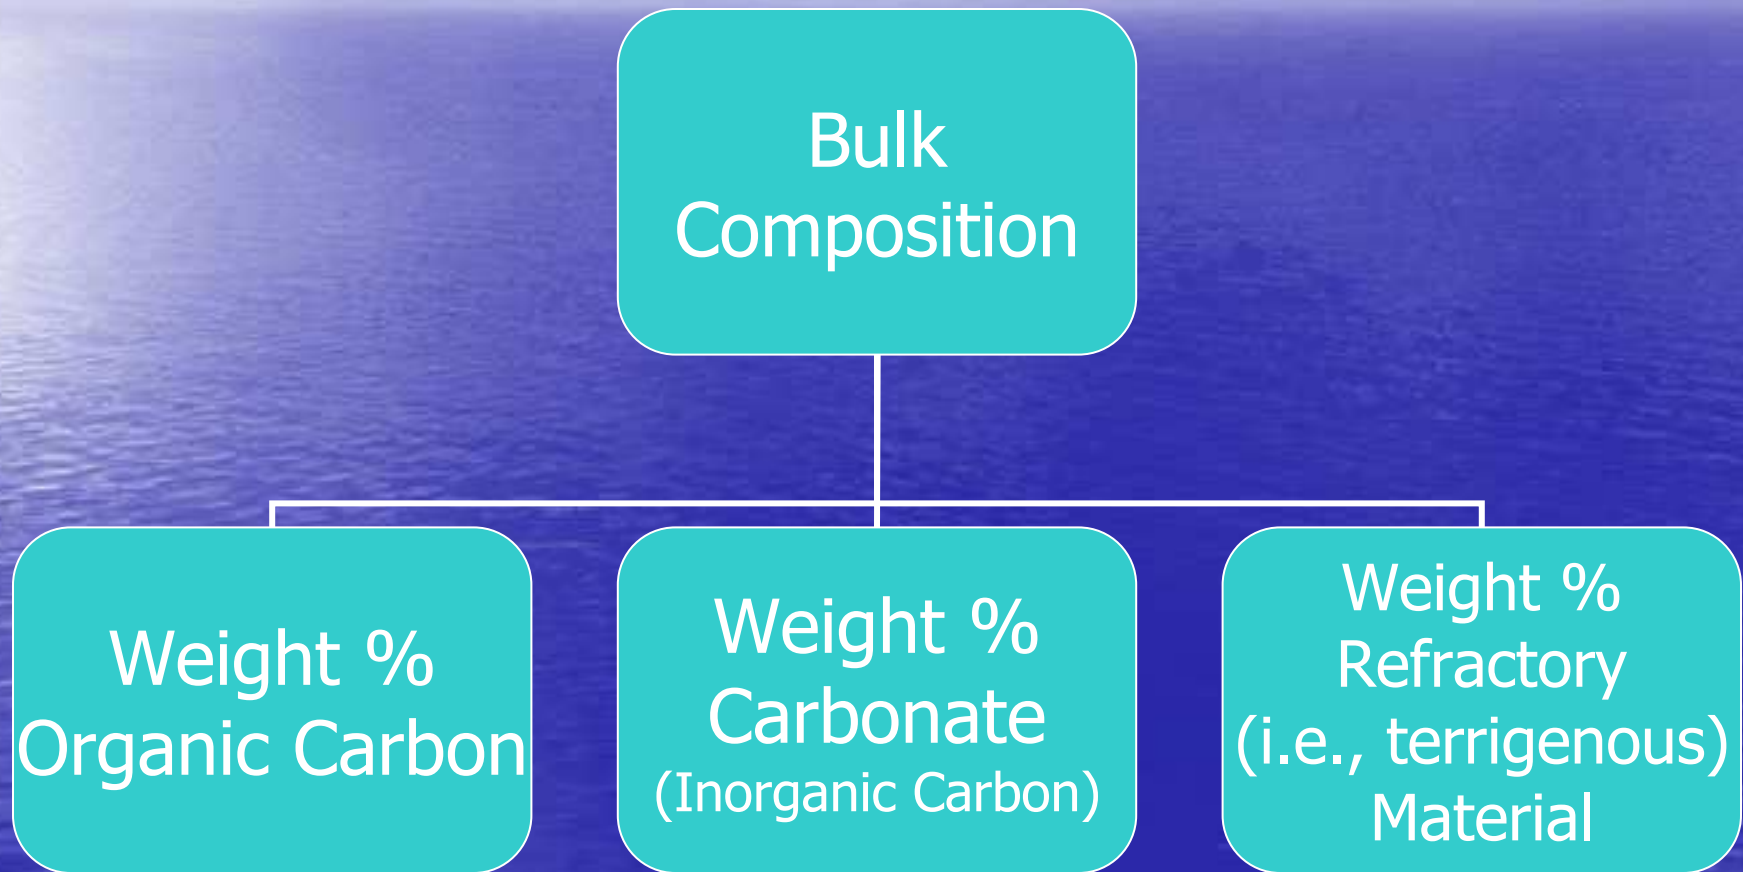 Bulk
Composition
Weight %
Organic Carbon
Weight %
Carbonate
(Inorganic Carbon)
Weight %
Refractory
(i.e., terrigenous)
Material